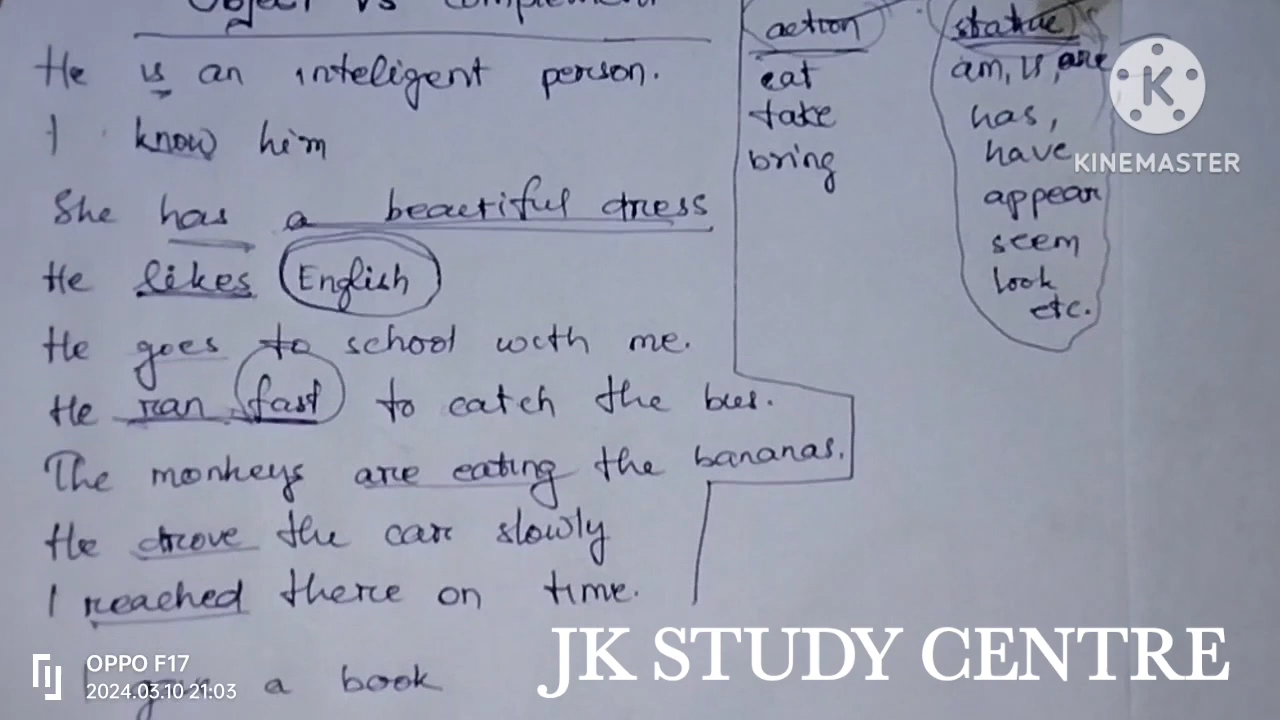 Object vs complement
He is an inteligent person.
I know him
She has a beautiful dress
He likes English
He goes to school with me.
He ran fast to catch the bus.
The monkeys are eating the bananas.
He drove the car slowly
I reached there on time.
a book
action
eat
take
bring
am, is, are
has,
have
appear
seem
look
etc.
KINEMASTER
OPPO F17
2024.03.10 21:03
JK STUDY CENTRE